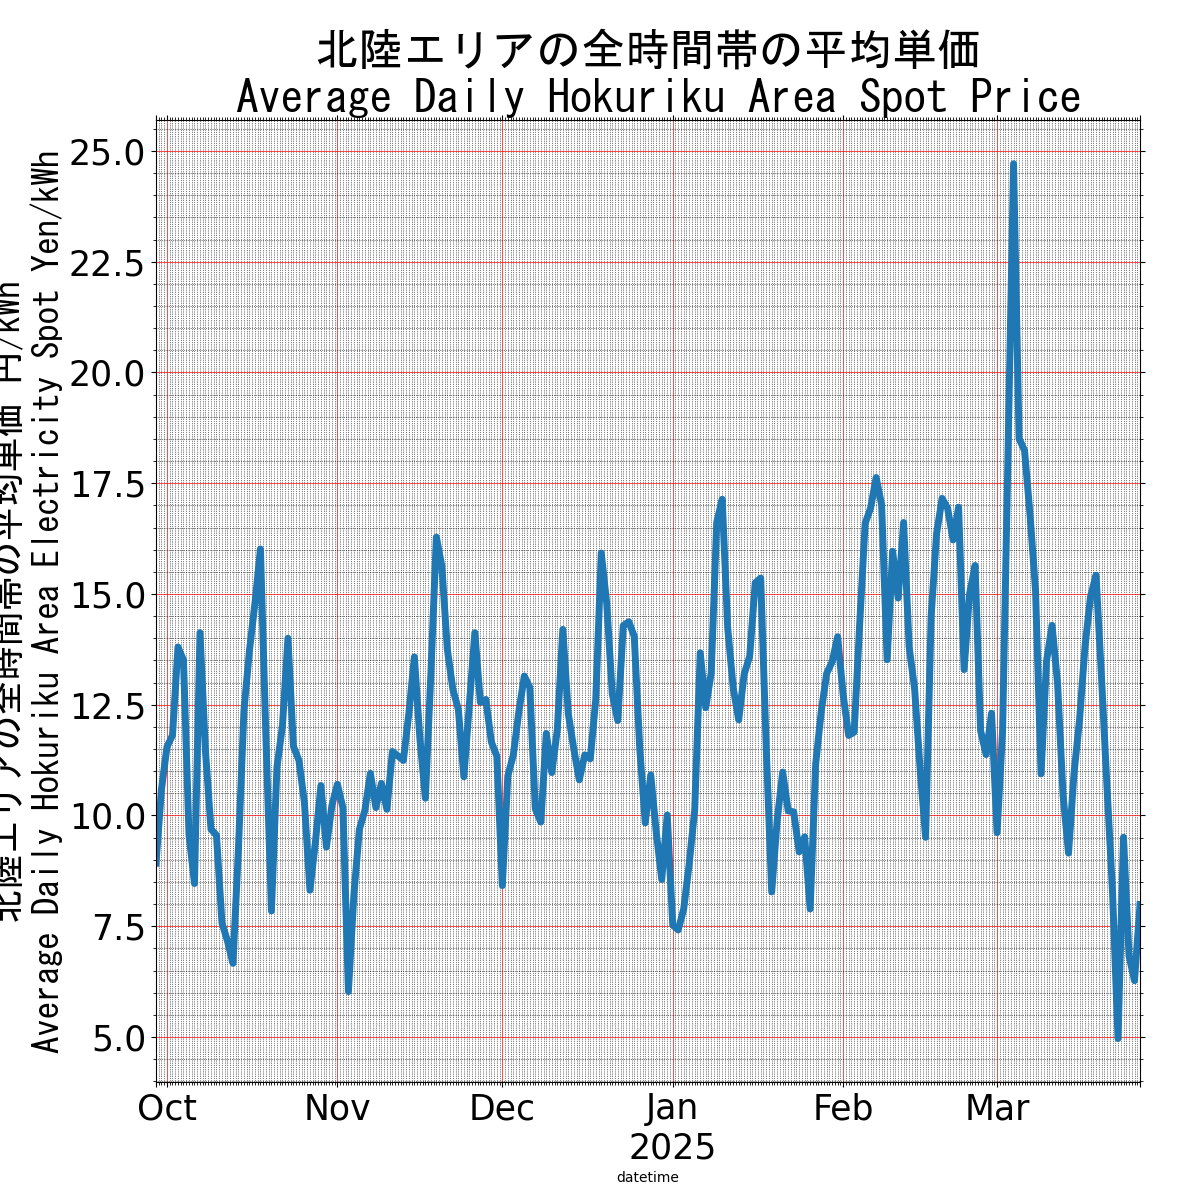 北陸エリアの全時間帯の平均単価
Average Daily Hokuriku Area Spot Price
北陸エリアの全時間帯の平均単価 円/kWh
Average Daily Hokuriku Area Electricity Spot Yen/kWh
25.0
22.5
20.0
17.5
15.0
12.5
10.0
7.5
5.0
Oct Nov Dec Jan Feb Mar
2025
datetime